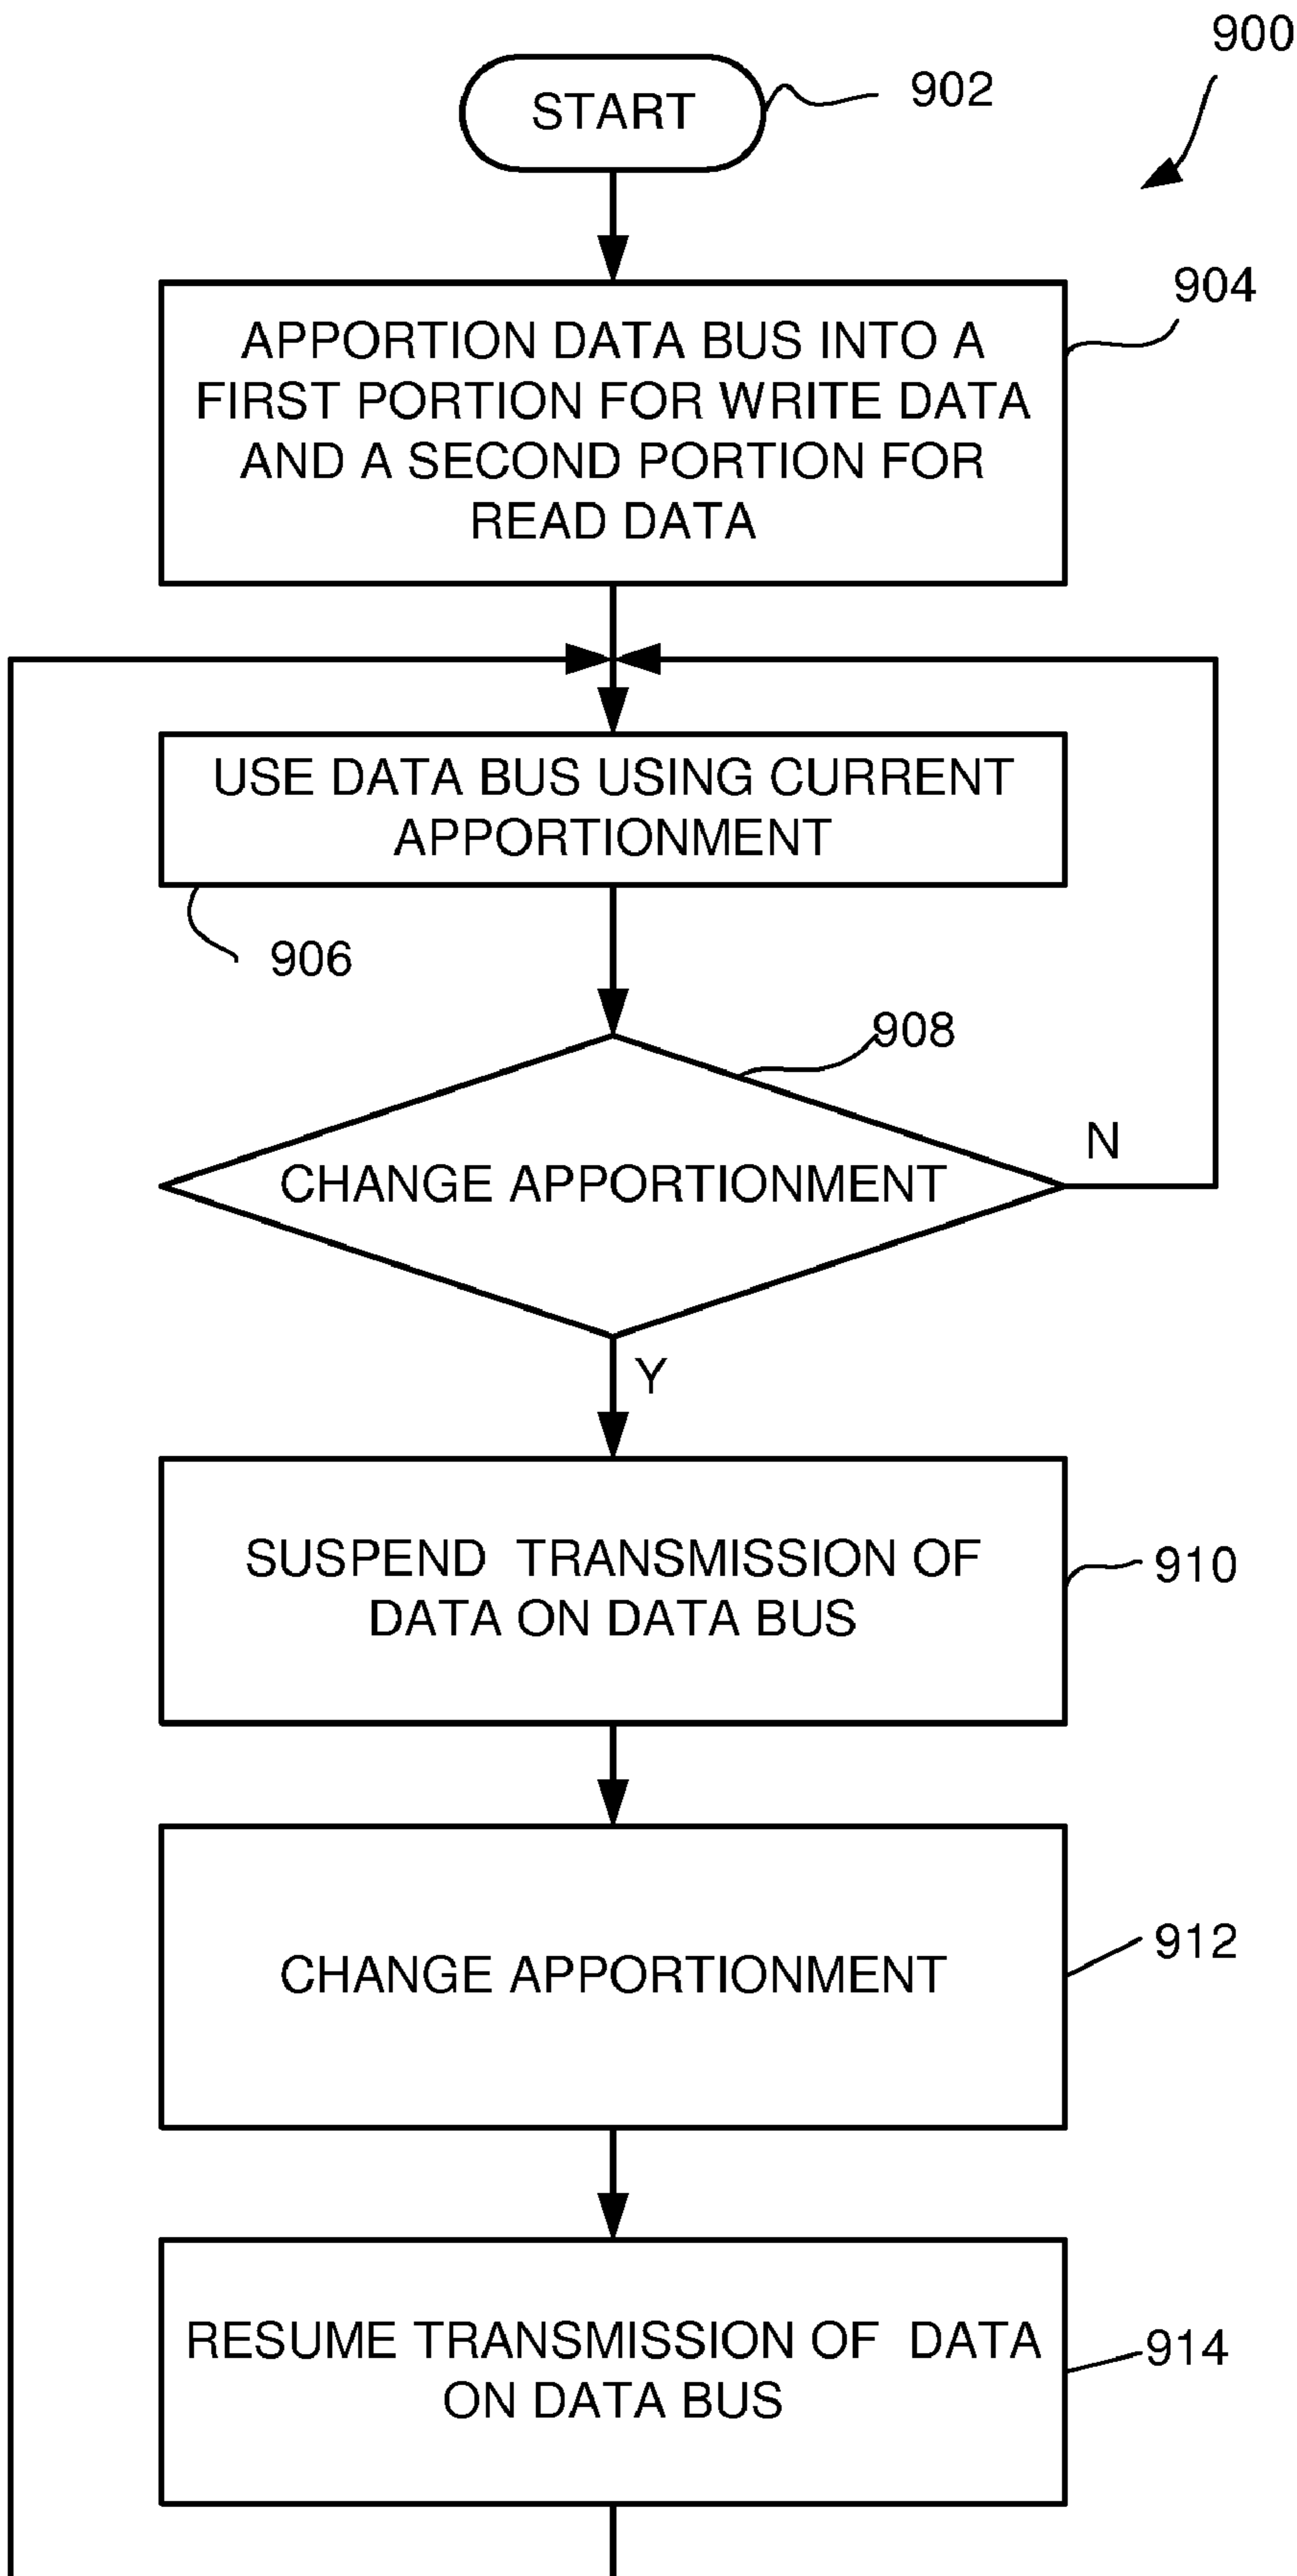 900
START
902
904
APPORTION DATA BUS INTO A
FIRST PORTION FOR WRITE DATA
AND A SECOND PORTION FOR
READ DATA
USE DATA BUS USING CURRENT
APPORTIONMENT
906
908
CHANGE APPORTIONMENT
N
Y
SUSPEND TRANSMISSION OF
DATA ON DATA BUS
910
CHANGE APPORTIONMENT
912
RESUME TRANSMISSION OF DATA
ON DATA BUS
914